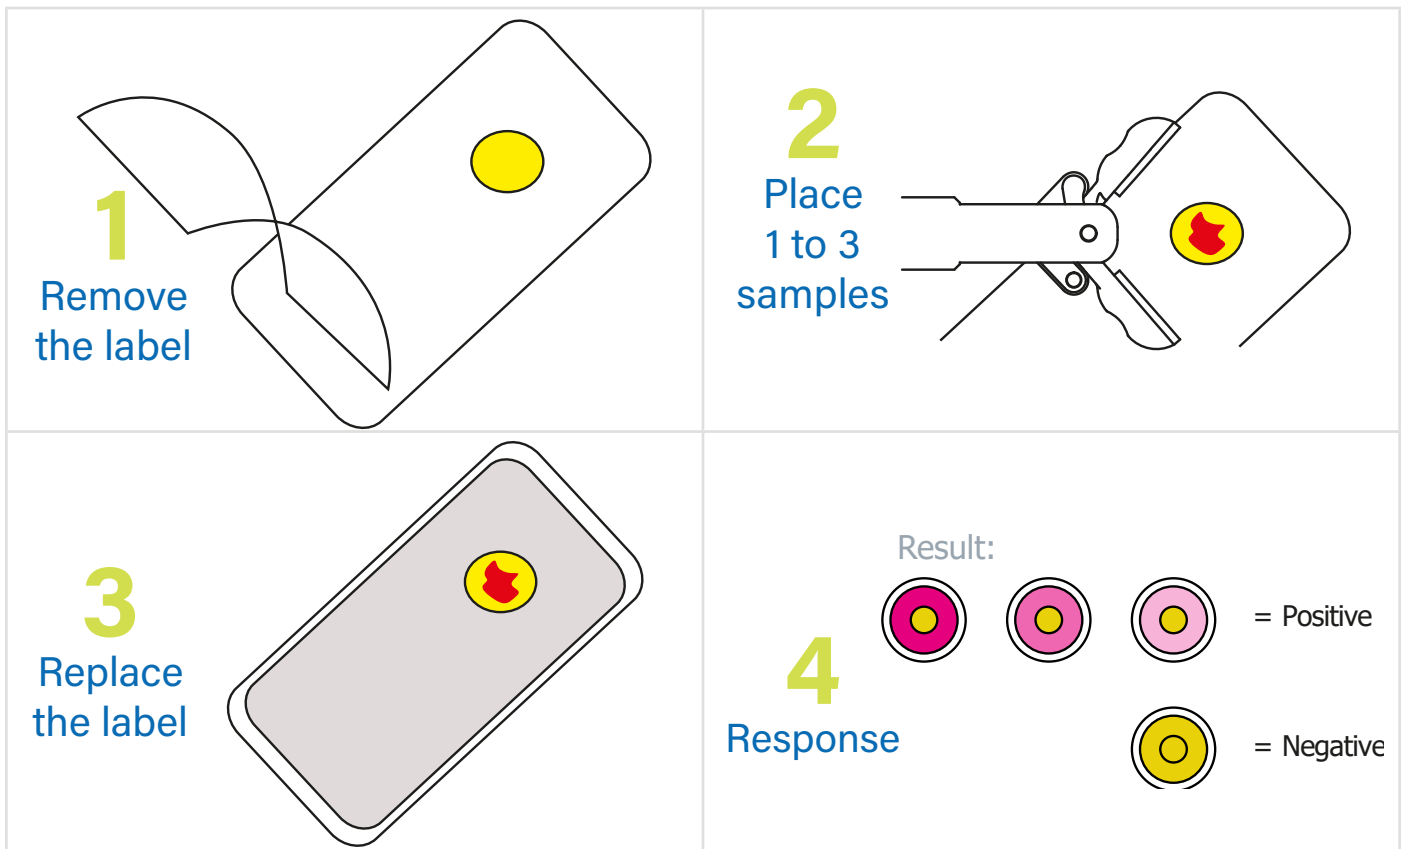 1
Remove
the label
2
Place
1 to 3
samples
3
Replace
the label
4
Response
Result:
= Positive
= Negative